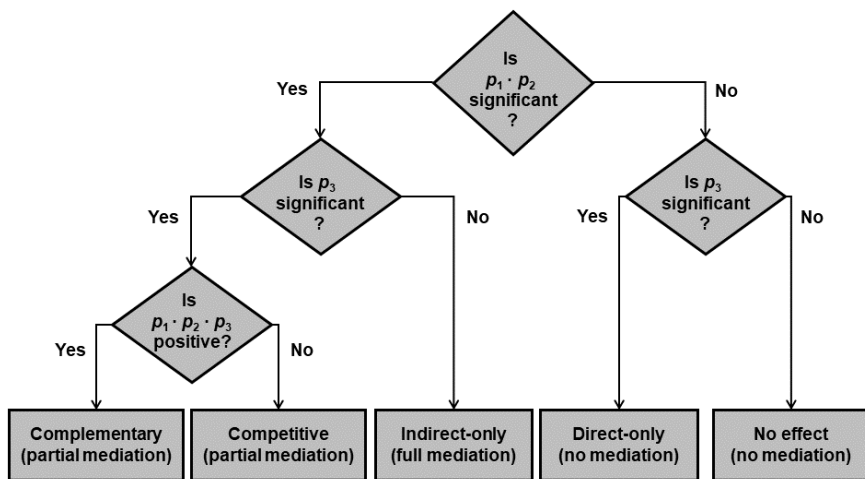 Is
p₁ · p₂
significant
?
Yes
No
Is p₃
significant
?
Is p₃
significant
?
Yes
No
Yes
No
Is
p₁ · p₂ · p₃
positive?
Yes
No
Complementary
(partial mediation)
Competitive
(partial mediation)
Indirect-only
(full mediation)
Direct-only
(no mediation)
No effect
(no mediation)